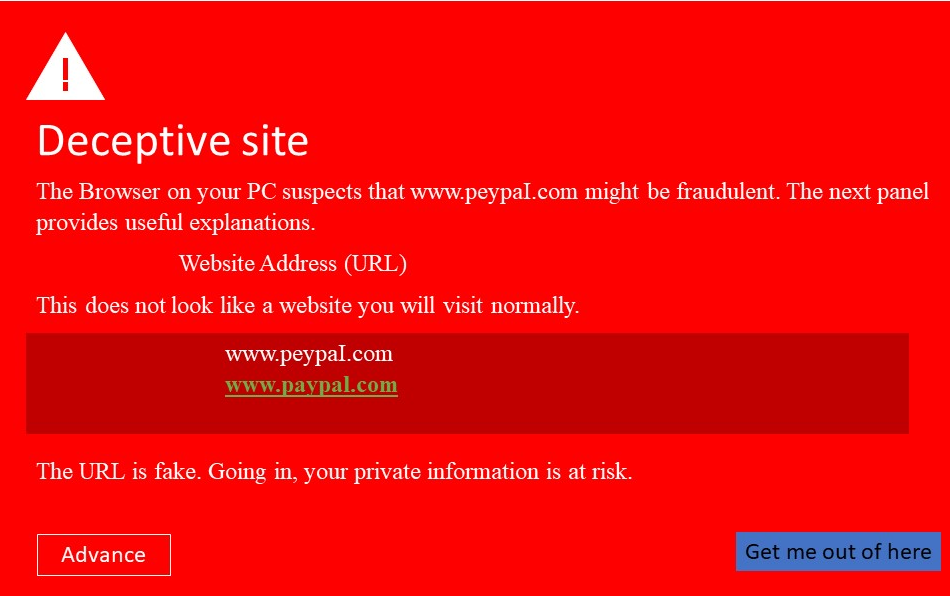 !
Deceptive site
The Browser on your PC suspects that www.peypaI.com might be fraudulent. The next panel
provides useful explanations.
Website Address (URL)
This does not look like a website you will visit normally.
www.peypaI.com
www.paypal.com
The URL is fake. Going in, your private information is at risk.
Advance
Get me out of here